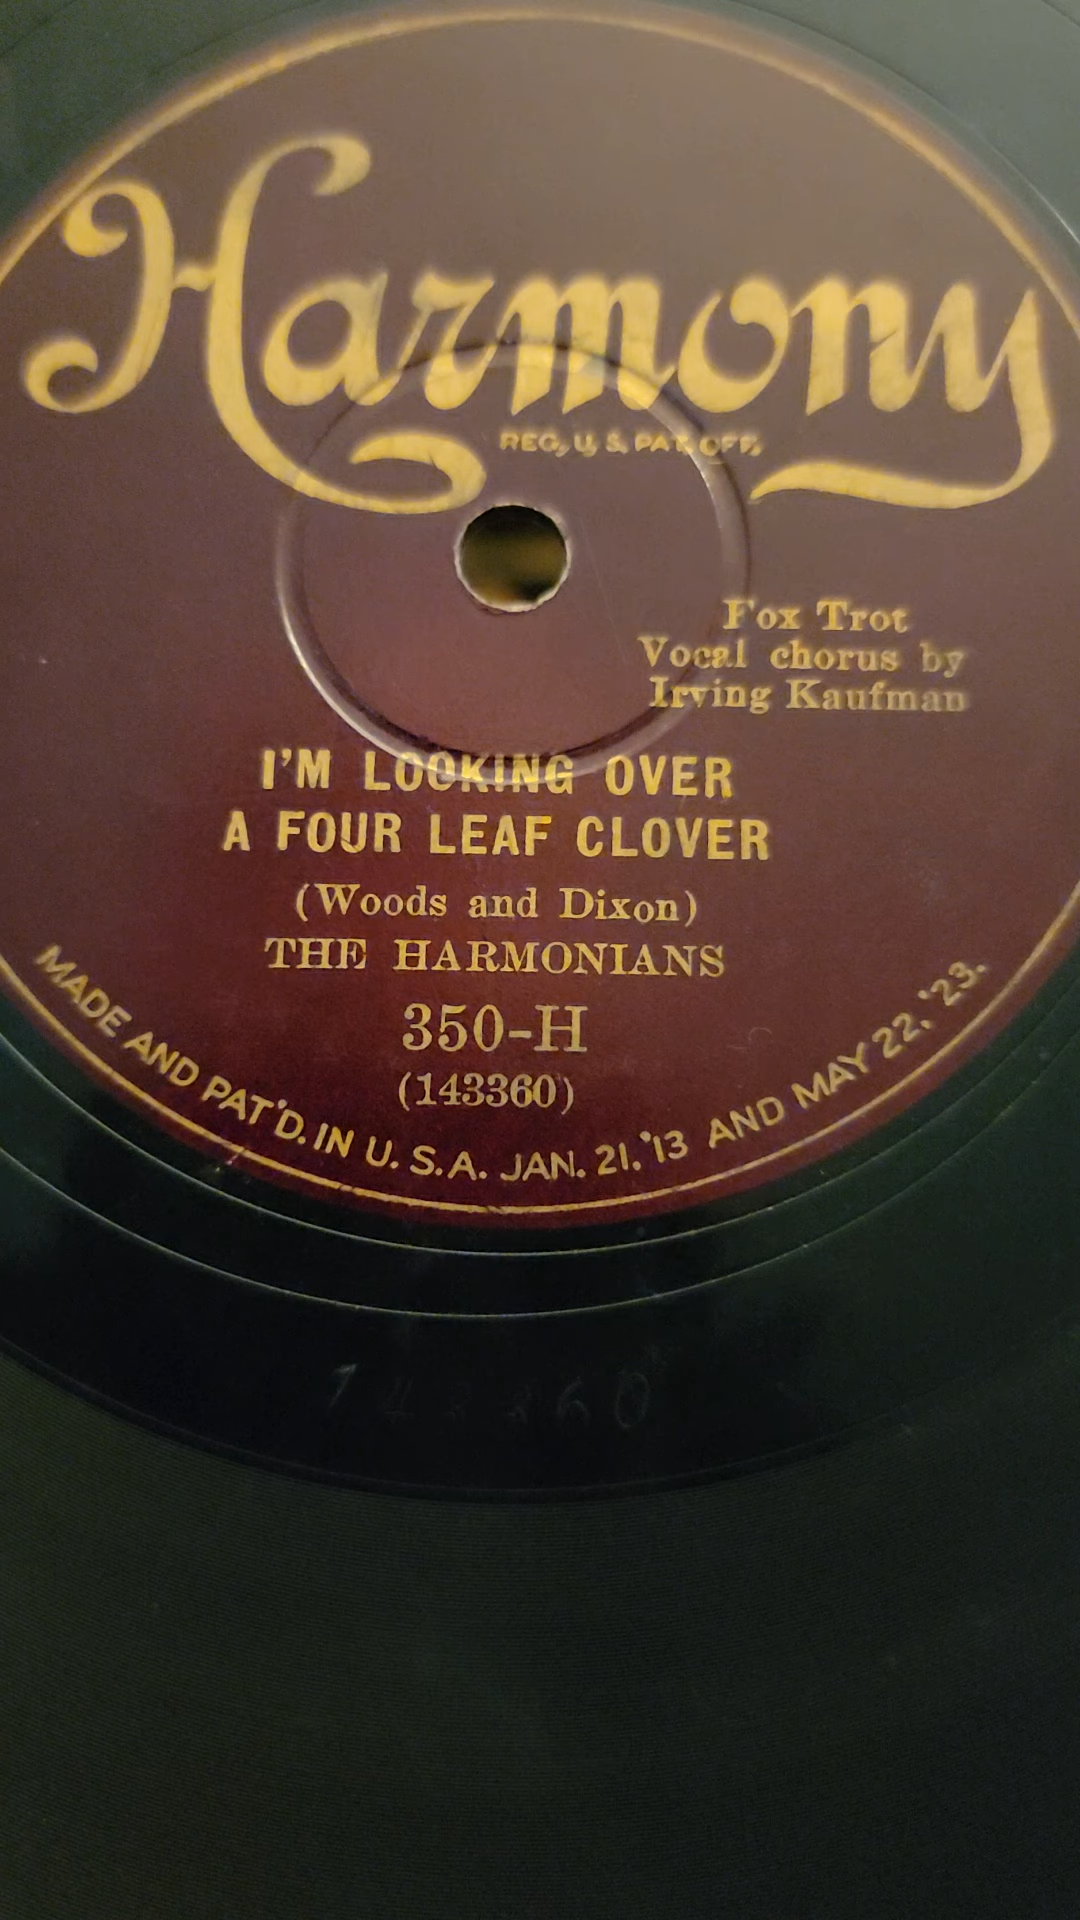 Harmony
REG. U. S. PAT. OFF.
Fox Trot
Vocal chorus by
Irving Kaufman
I'M LOOKING OVER
A FOUR LEAF CLOVER
(Woods and Dixon)
THE HARMONIANS
350-H
(143360)
MADE AND PAT'D. IN U. S. A. JAN. 21. '13 AND MAY 22, '23.
143360